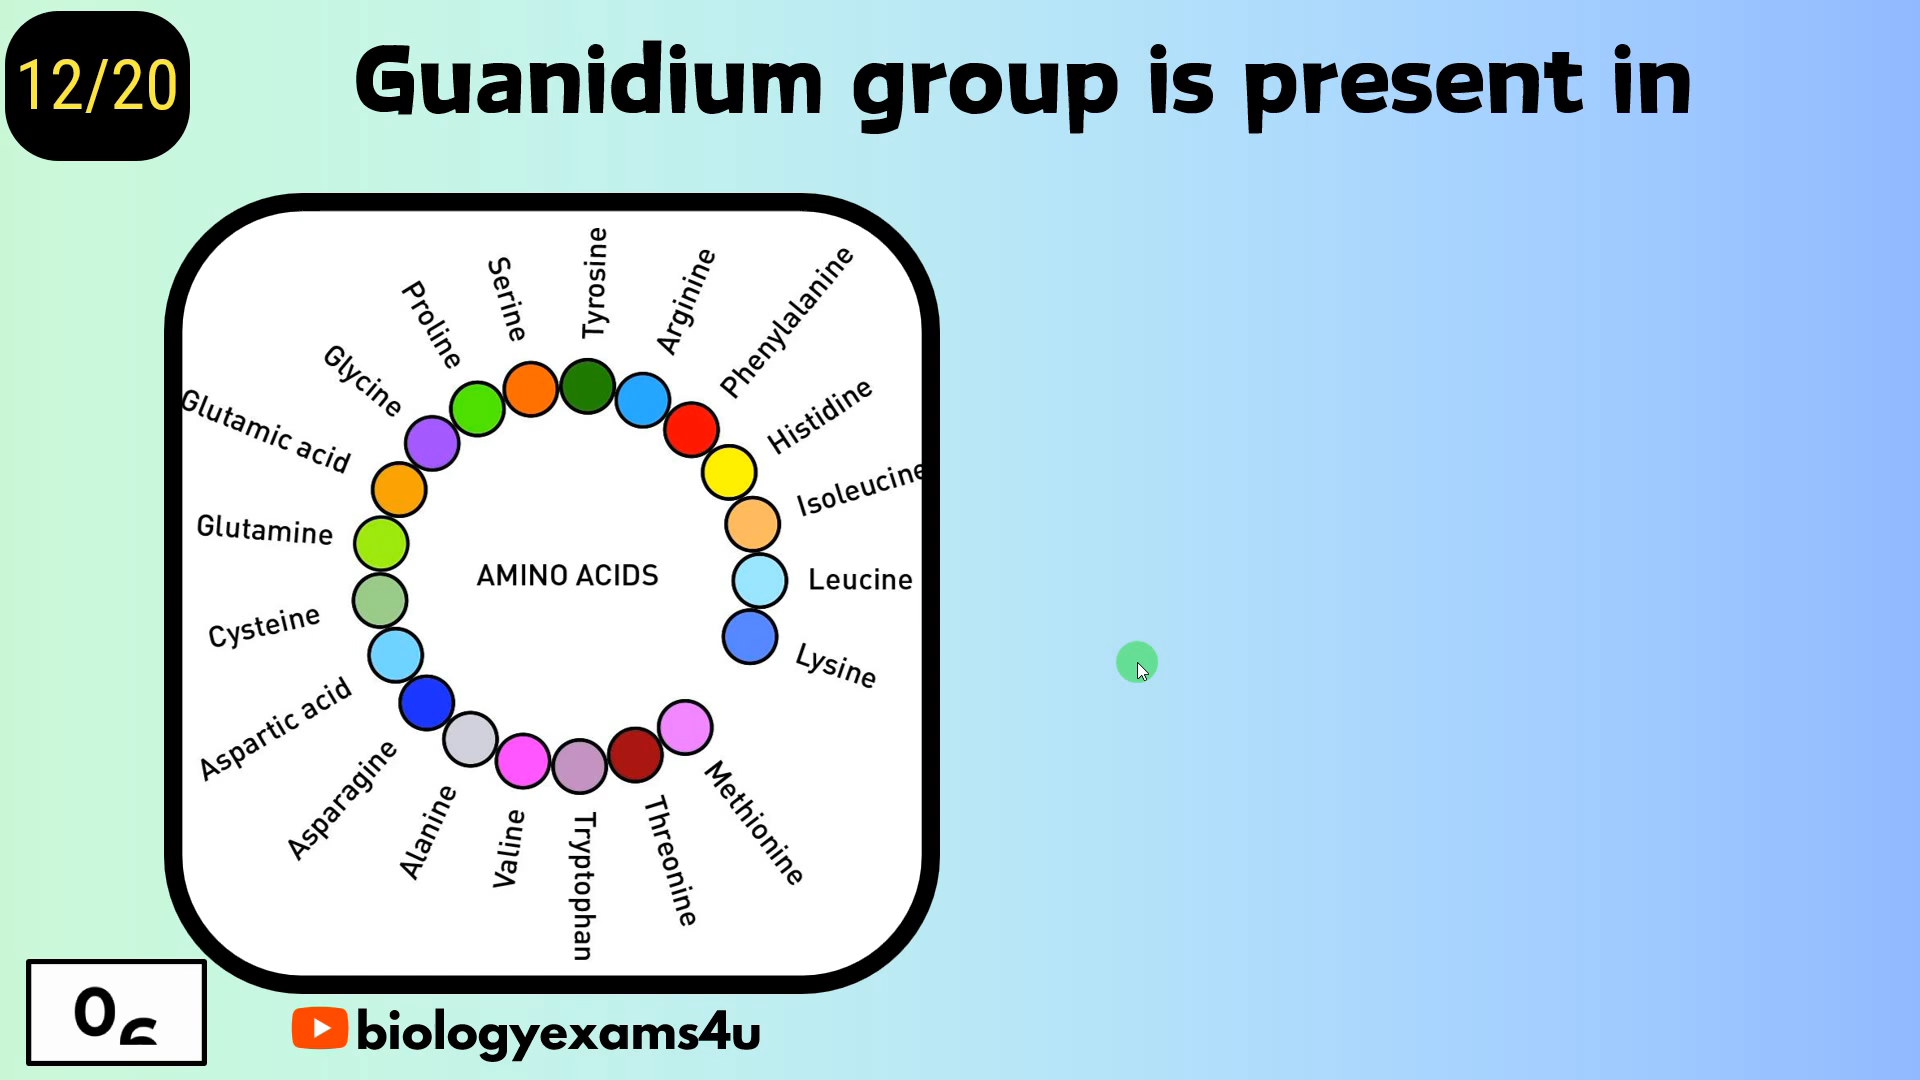 12/20
Guanidium group is present in
Serine
Tyrosine
Arginine
Phenylalanine
Proline
Glycine
Histidine
Glutamic acid
Isoleucine
Glutamine
AMINO ACIDS
Leucine
Cysteine
Lysine
Aspartic acid
Asparagine
Alanine
Valine
Tryptophan
Threonine
Methionine
06
biologyexams4u